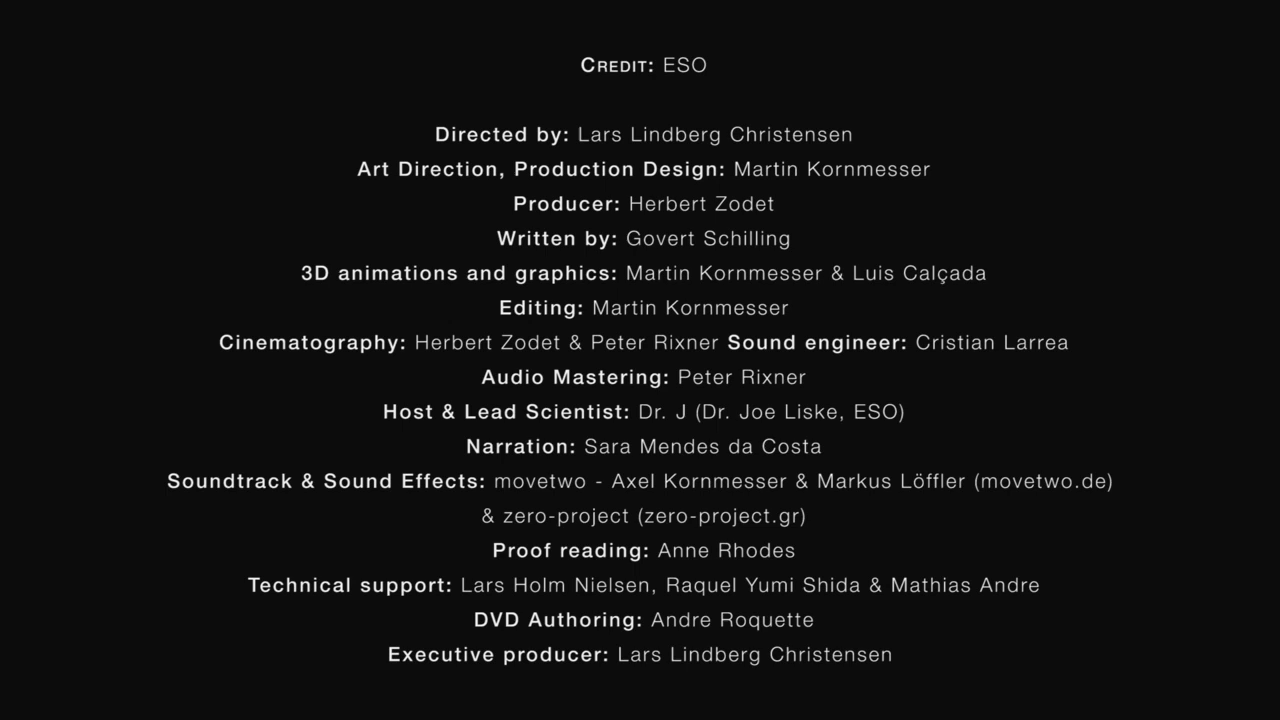 CREDIT: ESO
Directed by: Lars Lindberg Christensen
Art Direction, Production Design: Martin Kornmesser
Producer: Herbert Zodet
Written by: Govert Schilling
3D animations and graphics: Martin Kornmesser & Luis Calçada
Editing: Martin Kornmesser
Cinematography: Herbert Zodet & Peter Rixner Sound engineer: Cristian Larrea
Audio Mastering: Peter Rixner
Host & Lead Scientist: Dr. J (Dr. Joe Liske, ESO)
Narration: Sara Mendes da Costa
Soundtrack & Sound Effects: movetwo - Axel Kornmesser & Markus Löffler (movetwo.de)
& zero-project (zero-project.gr)
Proof reading: Anne Rhodes
Technical support: Lars Holm Nielsen, Raquel Yumi Shida & Mathias Andre
DVD Authoring: Andre Roquette
Executive producer: Lars Lindberg Christensen